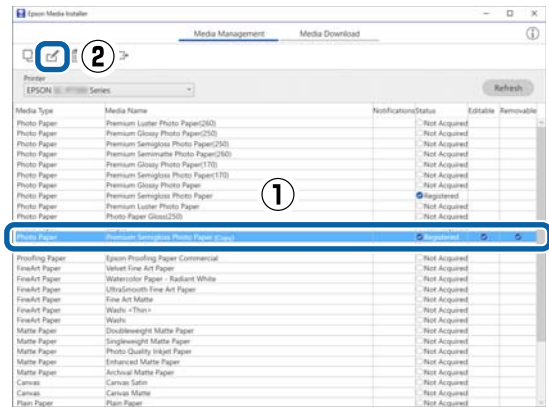 Epson Media Installer
Media Management Media Download
②
Printer
EPSON Series
Refresh
Media Type Media Name Notifications Status Editable Removable
Photo Paper Premium Luster Photo Paper(260) Not Acquired
Photo Paper Premium Glossy Photo Paper(250) Not Acquired
Photo Paper Premium Semigloss Photo Paper(250) Not Acquired
Photo Paper Premium Semimatte Photo Paper(260) Not Acquired
Photo Paper Premium Glossy Photo Paper(170) Not Acquired
Photo Paper Premium Semigloss Photo Paper(170) Not Acquired
Photo Paper Premium Glossy Photo Paper Not Acquired
Photo Paper Premium Semigloss Photo Paper Registered
Photo Paper Premium Luster Photo Paper Not Acquired
Photo Paper Photo Paper Gloss(250) Not Acquired
①
Photo Paper Premium Semigloss Photo Paper (Copy) Registered
Proofing Paper Epson Proofing Paper Commercial Not Acquired
FineArt Paper Velvet Fine Art Paper Not Acquired
FineArt Paper Watercolor Paper - Radiant White Not Acquired
FineArt Paper UltraSmooth Fine Art Paper Not Acquired
FineArt Paper Fine Art Matte Not Acquired
FineArt Paper Washi <Thin> Not Acquired
FineArt Paper Washi Not Acquired
Matte Paper Doubleweight Matte Paper Not Acquired
Matte Paper Singleweight Matte Paper Not Acquired
Matte Paper Photo Quality Inkjet Paper Not Acquired
Matte Paper Enhanced Matte Paper Not Acquired
Matte Paper Archival Matte Paper Not Acquired
Canvas Canvas Satin Not Acquired
Canvas Canvas Matte Not Acquired
Plain Paper Plain Paper Not Acquired